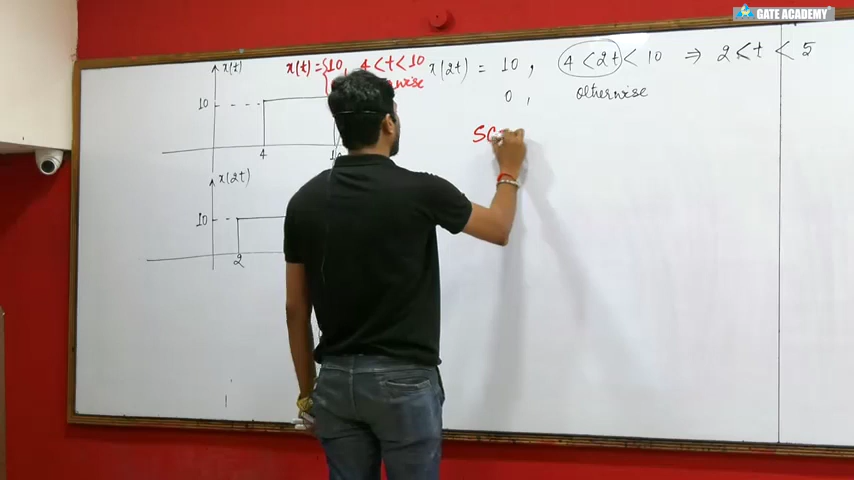 GATE ACADEMY
x(t)
x(t) = { 10, 4 < t < 10
x(2t) = 10 , 4 < 2t < 10 ⇒ 2 < t < 5
0 , otherwise
10
SC
4
x(2t)
10
2